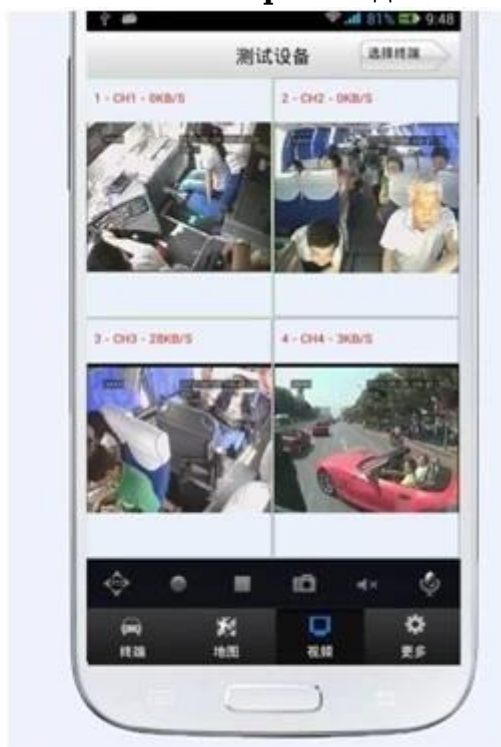 81% 9:48
测试设备 选择终端
1 - CH1 - 0KB/S 2 - CH2 - 0KB/S
3 - CH3 - 28KB/S 4 - CH4 - 3KB/S
终端 地图 视频 更多